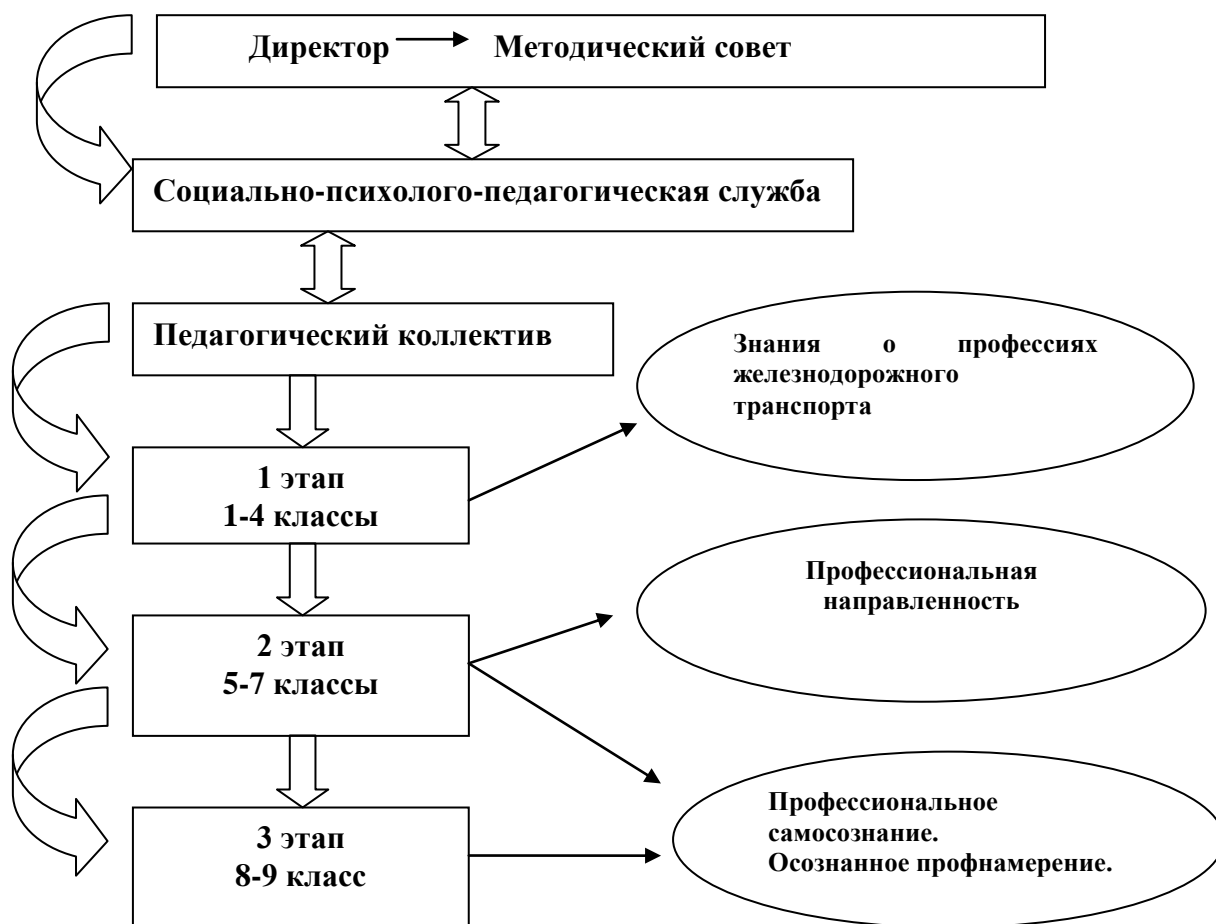 Директор Методический совет
Социально-психолого-педагогическая служба
Педагогический коллектив
Знания о профессиях
железнодорожного
транспорта
1 этап
1-4 классы
Профессиональная
направленность
2 этап
5-7 классы
Профессиональное
самосознание.
Осознанное профнамерение.
3 этап
8-9 класс